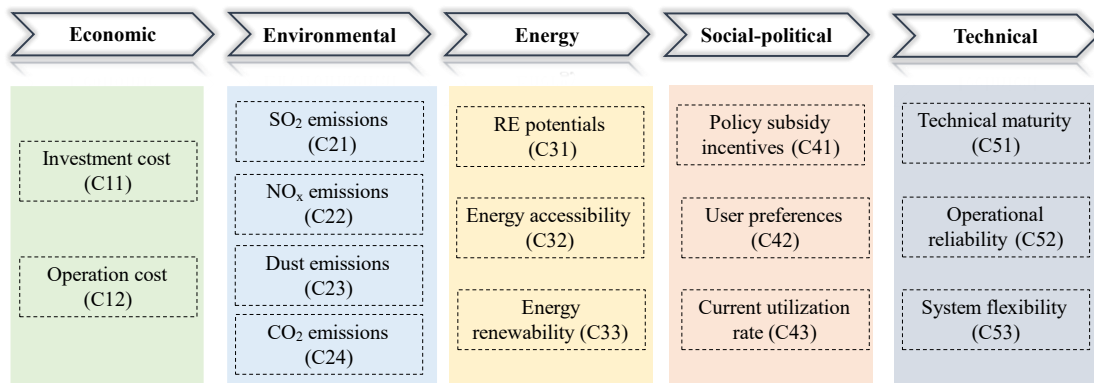 Economic
Environmental
Energy
Social-political
Technical
Investment cost
(C11)
Operation cost
(C12)
SO₂ emissions
(C21)
NOₓ emissions
(C22)
Dust emissions
(C23)
CO₂ emissions
(C24)
RE potentials
(C31)
Energy accessibility
(C32)
Energy
renewability (C33)
Policy subsidy
incentives (C41)
User preferences
(C42)
Current utilization
rate (C43)
Technical maturity
(C51)
Operational
reliability (C52)
System flexibility
(C53)